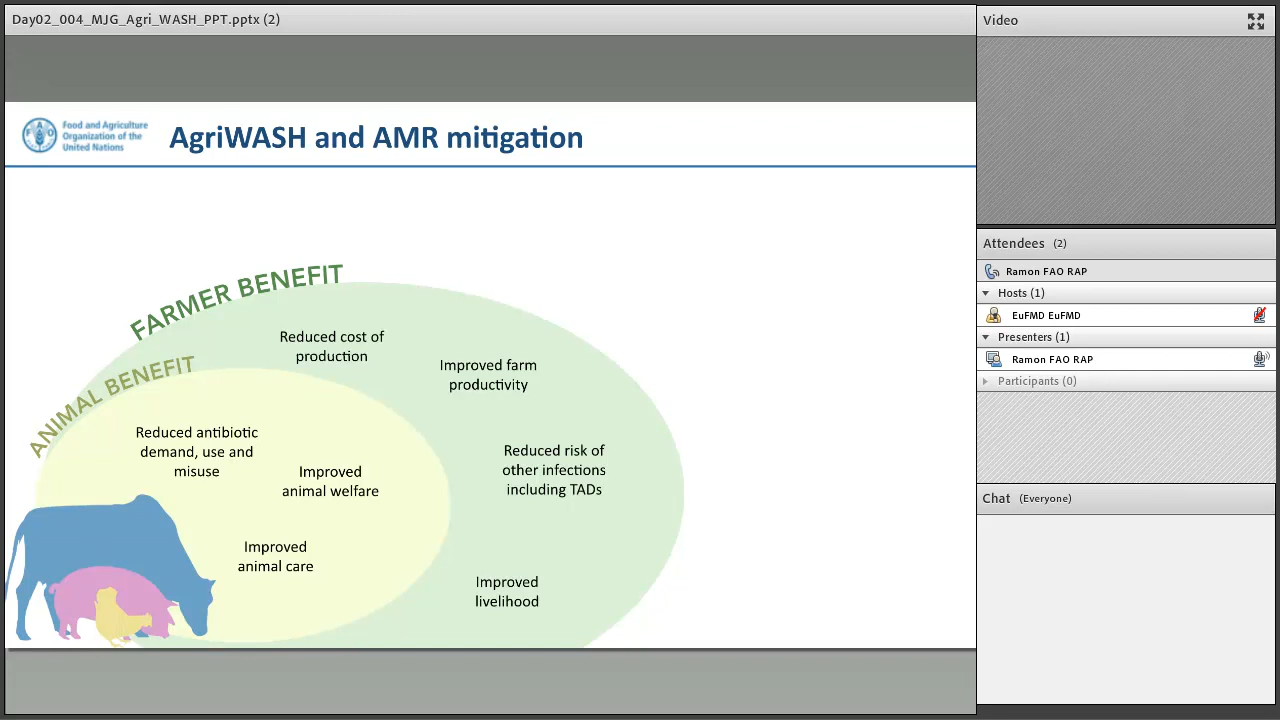 Day02_004_MJG_Agri_WASH_PPT.pptx (2)
Food and Agriculture
Organization of the
United Nations
AgriWASH and AMR mitigation
FARMER BENEFIT
Reduced cost of
production
Improved farm
productivity
Reduced risk of
other infections
including TADs
Improved
livelihood
ANIMAL BENEFIT
Reduced antibiotic
demand, use and
misuse
Improved
animal welfare
Improved
animal care
Video
Attendees (2)
Ramon FAO RAP
Hosts (1)
EuFMD EuFMD
Presenters (1)
Ramon FAO RAP
Participants (0)
Chat (Everyone)